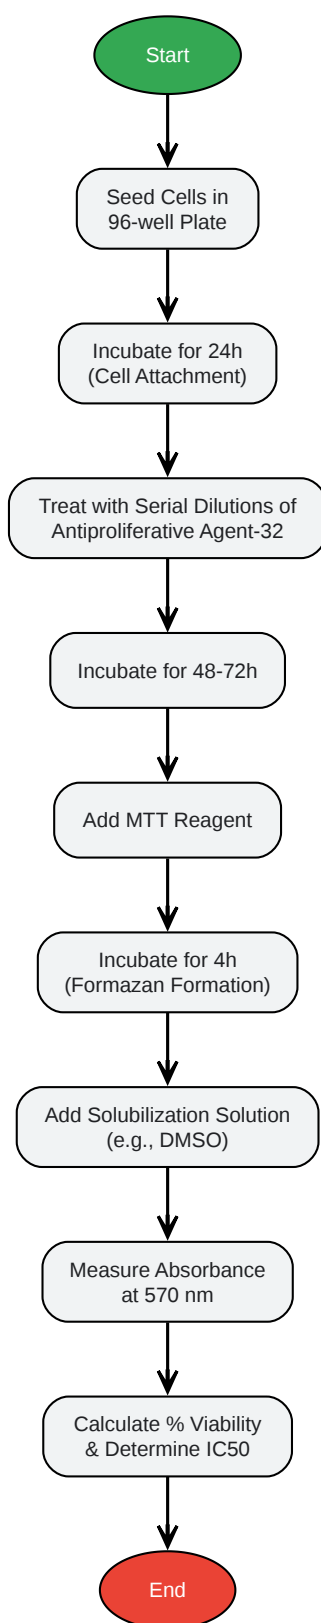 Start
Seed Cells in
96-well Plate
Incubate for 24h
(Cell Attachment)
Treat with Serial Dilutions of
Antiproliferative Agent-32
Incubate for 48-72h
Add MTT Reagent
Incubate for 4h
(Formazan Formation)
Add Solubilization Solution
(e.g., DMSO)
Measure Absorbance
at 570 nm
Calculate % Viability
& Determine IC50
End